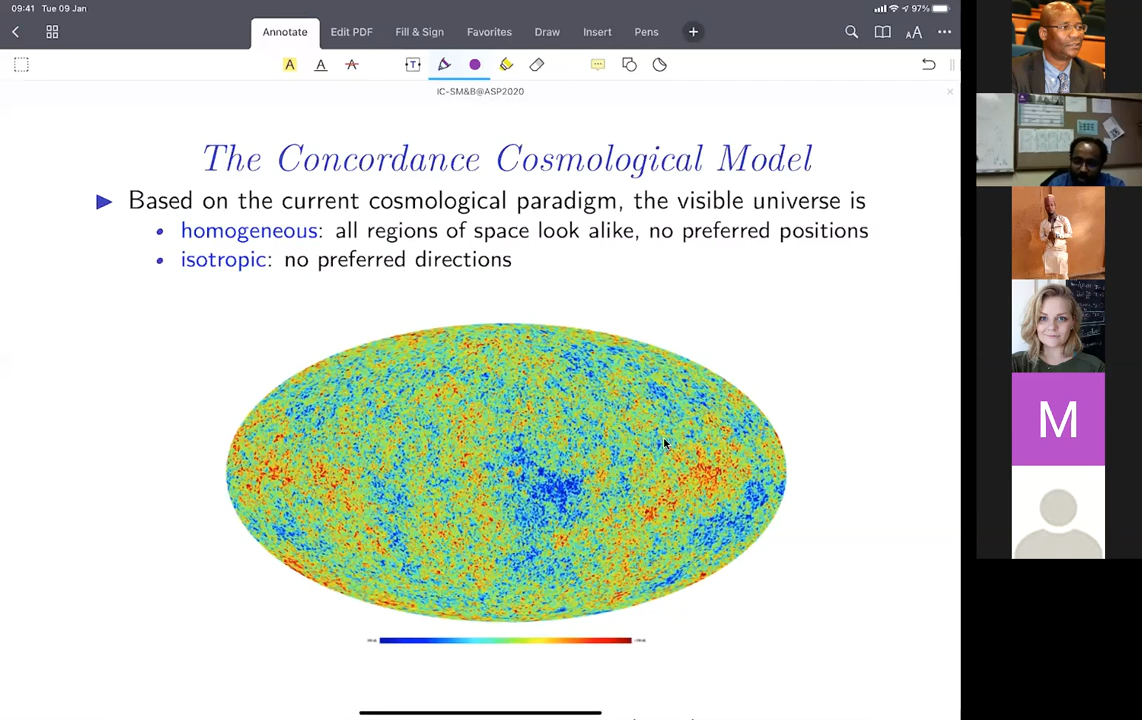 09:41 Tue 09 Jan 97%
Annotate Edit PDF Fill & Sign Favorites Draw Insert Pens
A A A T
IC-SM&B@ASP2020
The Concordance Cosmological Model
Based on the current cosmological paradigm, the visible universe is
homogeneous: all regions of space look alike, no preferred positions
isotropic: no preferred directions
M